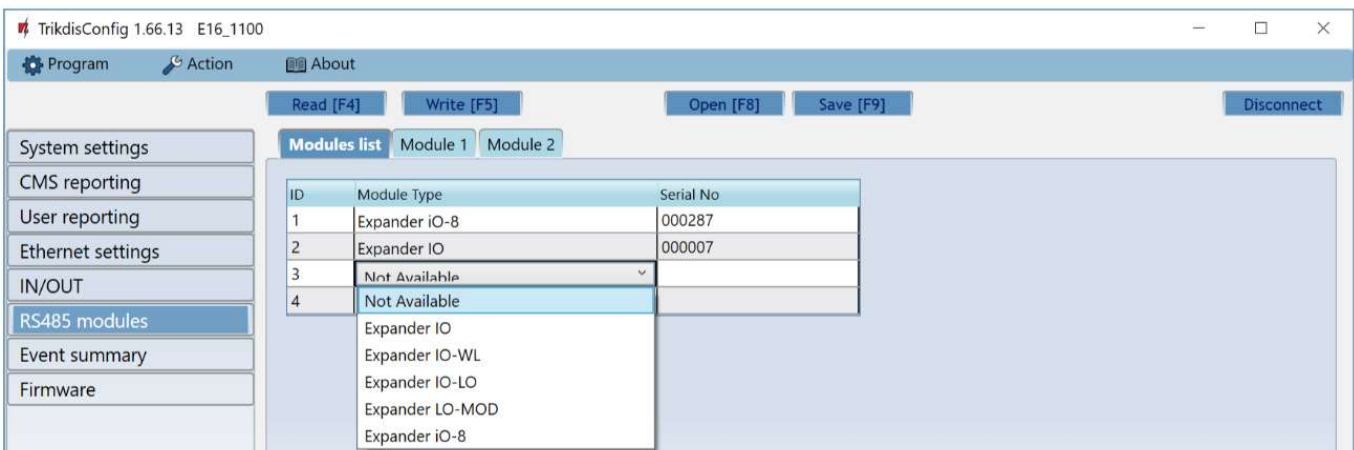 TrikdisConfig 1.66.13 E16_1100
Program Action About
Read [F4] Write [F5] Open [F8] Save [F9] Disconnect
System settings
CMS reporting
User reporting
Ethernet settings
IN/OUT
RS485 modules
Event summary
Firmware
Modules list Module 1 Module 2
ID Module Type Serial No
1 Expander iO-8 000287
2 Expander IO 000007
3 Not Available
4
Not Available
Expander IO
Expander IO-WL
Expander IO-LO
Expander LO-MOD
Expander iO-8